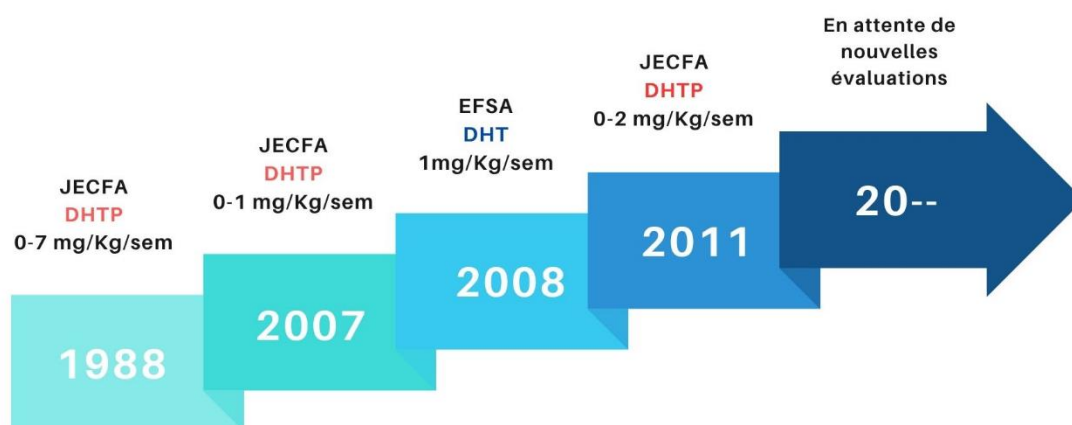 JECFA
DHTP
0-7 mg/Kg/sem
1988
JECFA
DHTP
0-1 mg/Kg/sem
2007
EFSA
DHT
1mg/Kg/sem
2008
JECFA
DHTP
0-2 mg/Kg/sem
2011
En attente de
nouvelles
évaluations
20--